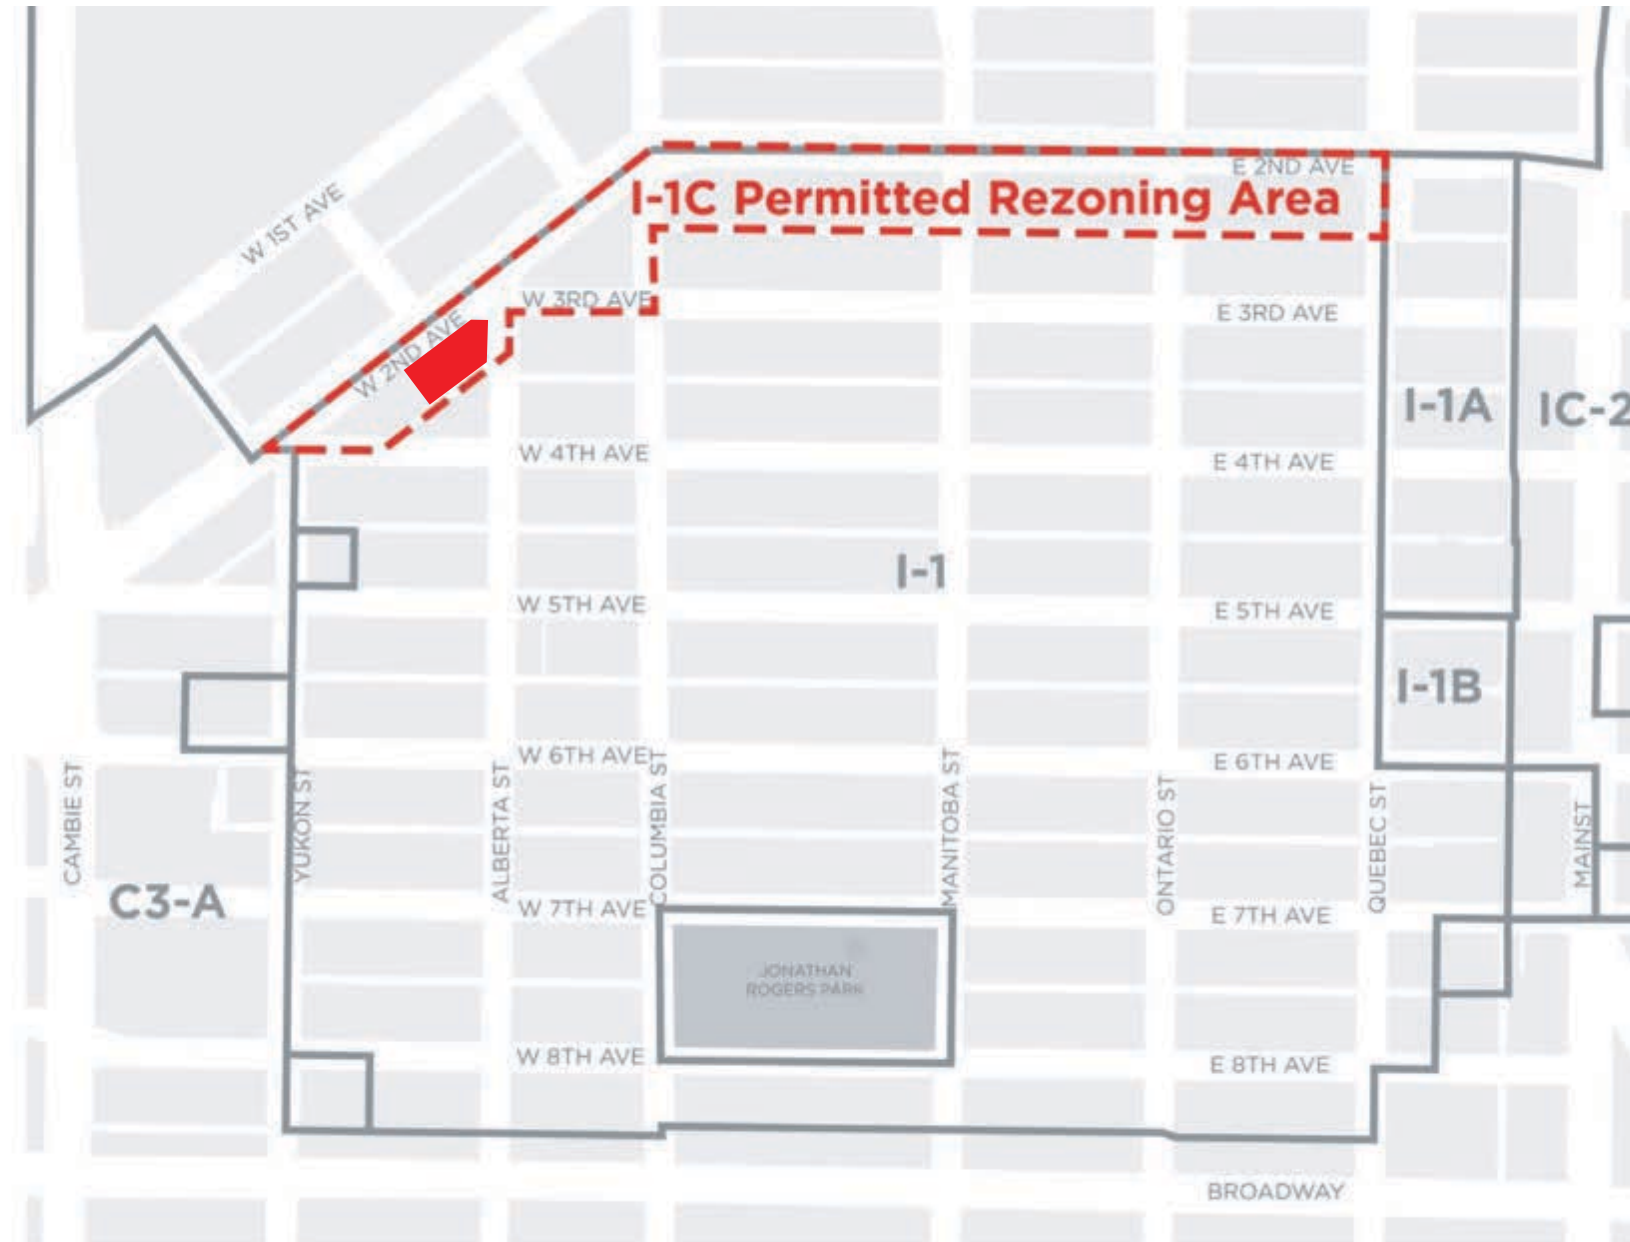 E 2ND AVE
I-1C Permitted Rezoning Area
W 1ST AVE
W 3RD AVE
E 3RD AVE
W 2ND AVE
I-1A
IC-2
W 4TH AVE
E 4TH AVE
I-1
W 5TH AVE
E 5TH AVE
I-1B
W 6TH AVE
E 6TH AVE
CAMBIE ST
YUKON ST
ALBERTA ST
COLUMBIA ST
MANITOBA ST
ONTARIO ST
QUEBEC ST
MAINST
C3-A
W 7TH AVE
E 7TH AVE
JONATHAN
ROGERS PARK
W 8TH AVE
E 8TH AVE
BROADWAY